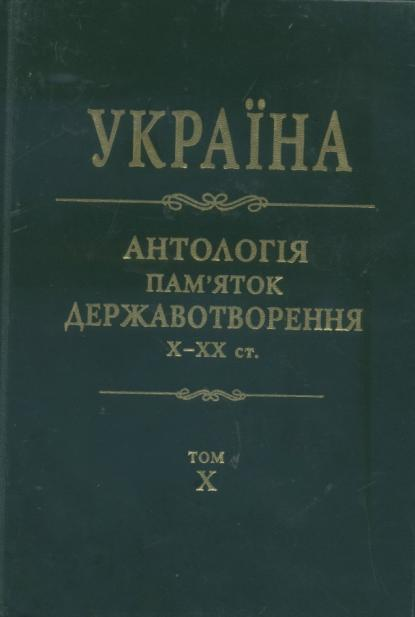 УКРАЇНА
АНТОЛОГІЯ
ПАМ'ЯТОК
ДЕРЖАВОТВОРЕННЯ
X–XX ст.
ТОМ
X